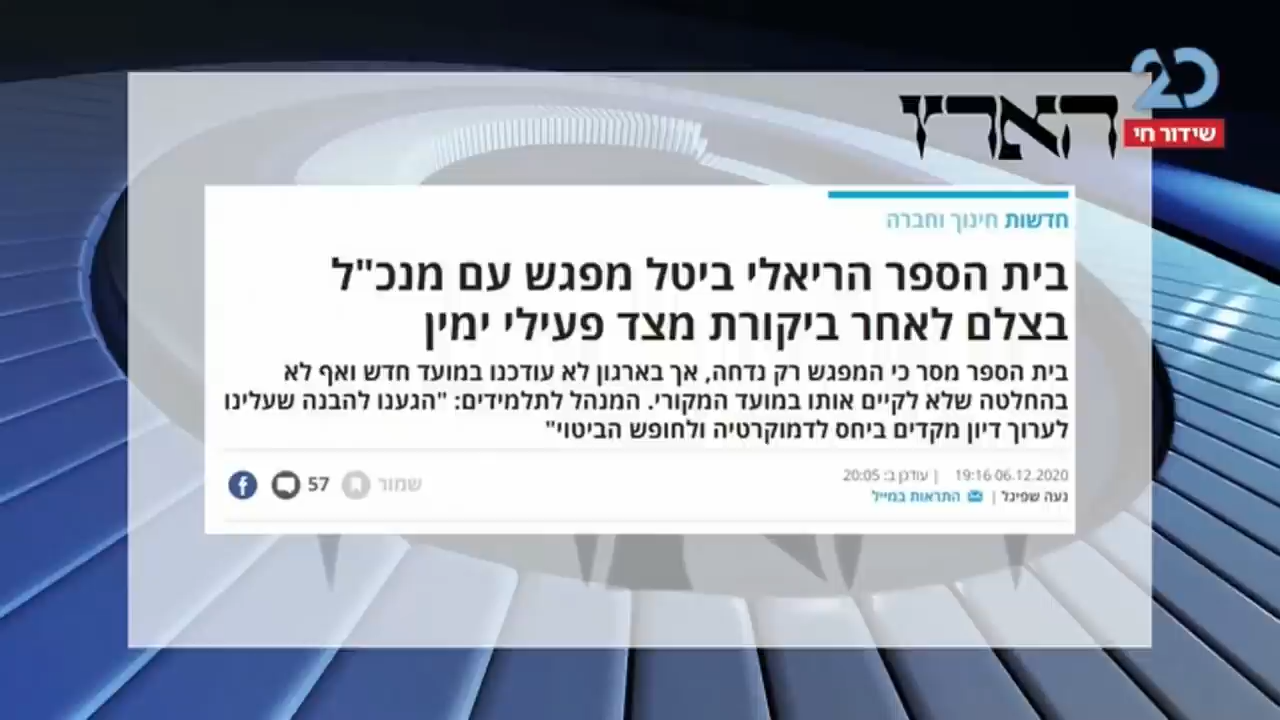 הארץ
20
שידור חי
חדשות חינוך וחברה
בית הספר הריאלי ביטל מפגש עם מנכ"ל
בצלם לאחר ביקורת מצד פעילי ימין
בית הספר מסר כי המפגש רק נדחה, אך בארגון לא עודכנו במועד חדש ואף לא
בהחלטה שלא לקיים אותו במועד המקורי. המנהל לתלמידים: "הגענו להבנה שעלינו
לערוך דיון מקדים ביחס לדמוקרטיה ולחופש הביטוי"
19:16 06.12.2020 | עודכן ב: 20:05
נעה שפיגל | התראות במייל
שמור 57